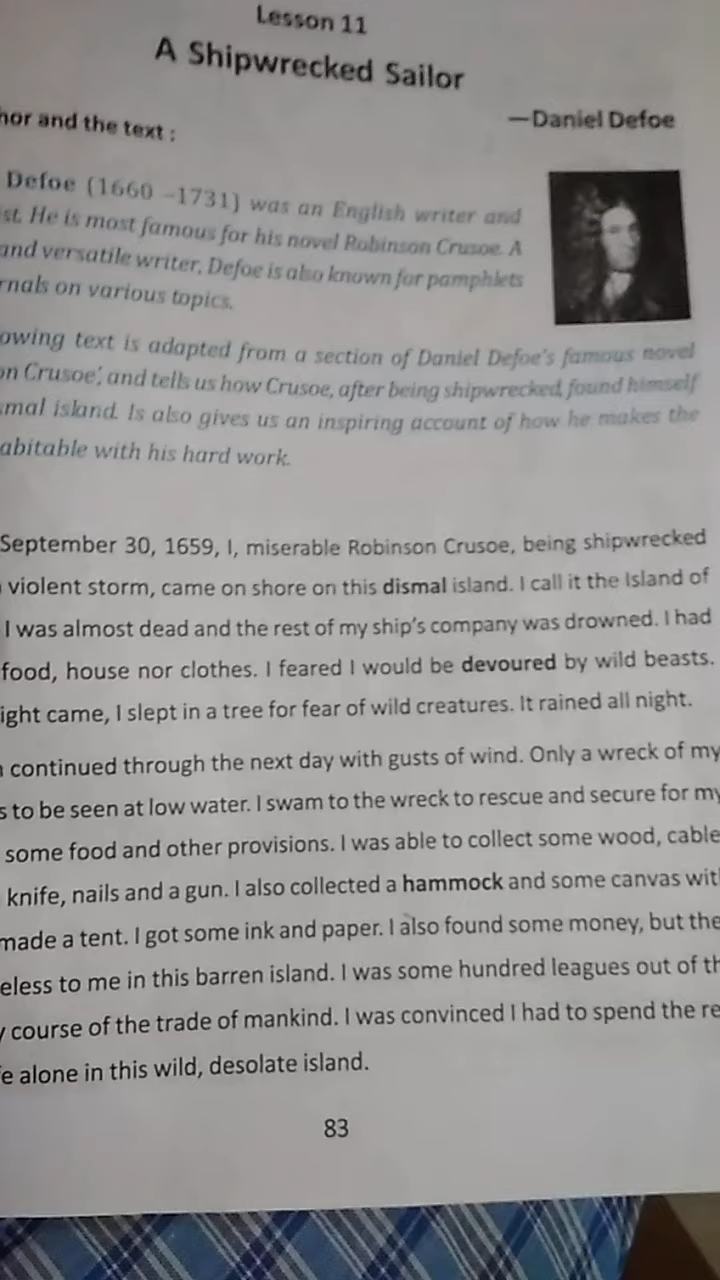 Lesson 11
A Shipwrecked Sailor
—Daniel Defoe
hor and the text :
Defoe (1660 –1731) was an English writer and
st. He is most famous for his novel Robinson Crusoe. A
and versatile writer, Defoe is also known for pamphlets
rnals on various topics.
owing text is adapted from a section of Daniel Defoe's famous novel
on Crusoe', and tells us how Crusoe, after being shipwrecked, found himself
smal island. Is also gives us an inspiring account of how he makes the
abitable with his hard work.
September 30, 1659, I, miserable Robinson Crusoe, being shipwrecked
violent storm, came on shore on this dismal island. I call it the Island of
I was almost dead and the rest of my ship's company was drowned. I had
food, house nor clothes. I feared I would be devoured by wild beasts.
ight came, I slept in a tree for fear of wild creatures. It rained all night.
continued through the next day with gusts of wind. Only a wreck of my
s to be seen at low water. I swam to the wreck to rescue and secure for my
some food and other provisions. I was able to collect some wood, cable
knife, nails and a gun. I also collected a hammock and some canvas wit
made a tent. I got some ink and paper. I also found some money, but the
eless to me in this barren island. I was some hundred leagues out of th
y course of the trade of mankind. I was convinced I had to spend the re
e alone in this wild, desolate island.
83